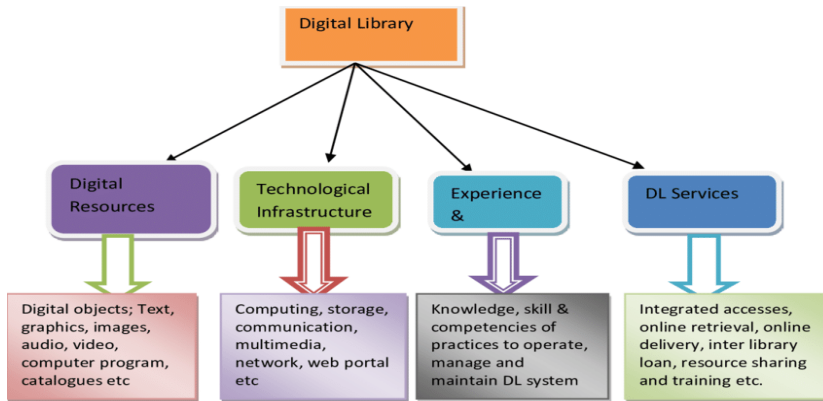 Digital Library
Digital
Resources
Technological
Infrastructure
Experience
&
DL Services
Digital objects; Text,
graphics, images,
audio, video,
computer program,
catalogues etc
Computing, storage,
communication,
multimedia,
network, web portal
etc
Knowledge, skill &
competencies of
practices to operate,
manage and
maintain DL system
Integrated accesses,
online retrieval, online
delivery, inter library
loan, resource sharing
and training etc.